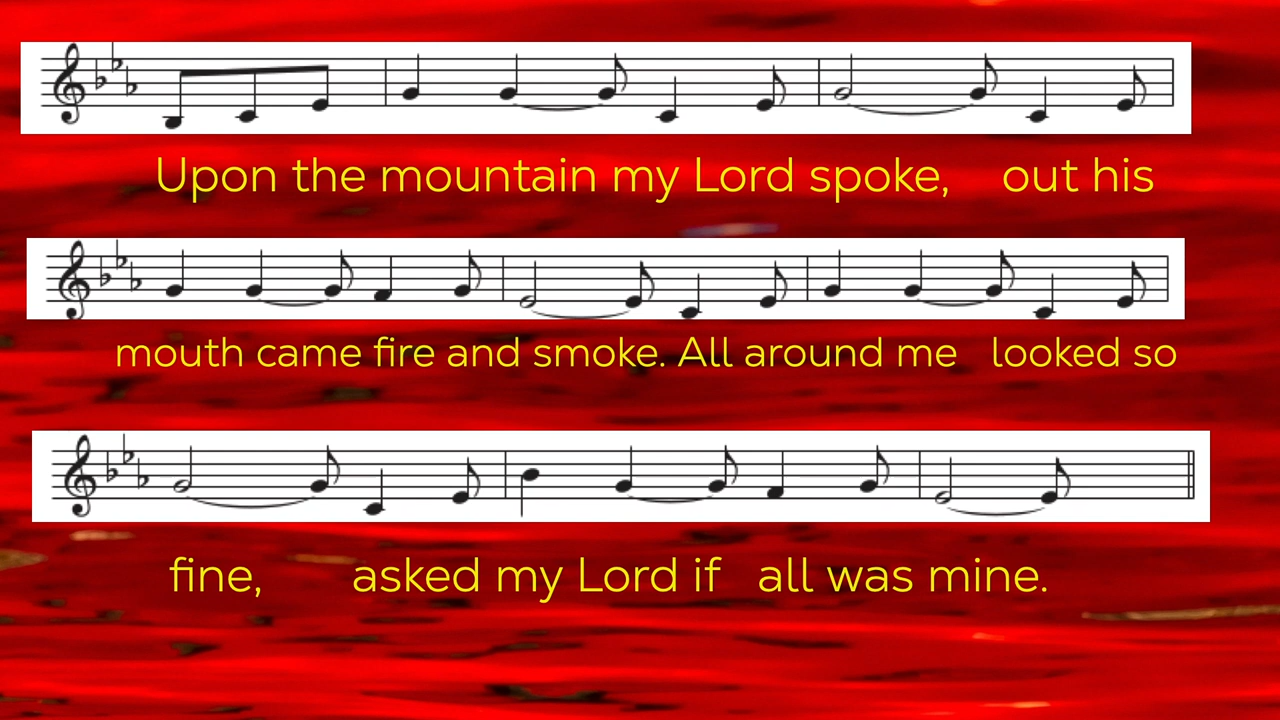 Upon the mountain my Lord spoke, out his
mouth came fire and smoke. All around me looked so
fine, asked my Lord if all was mine.